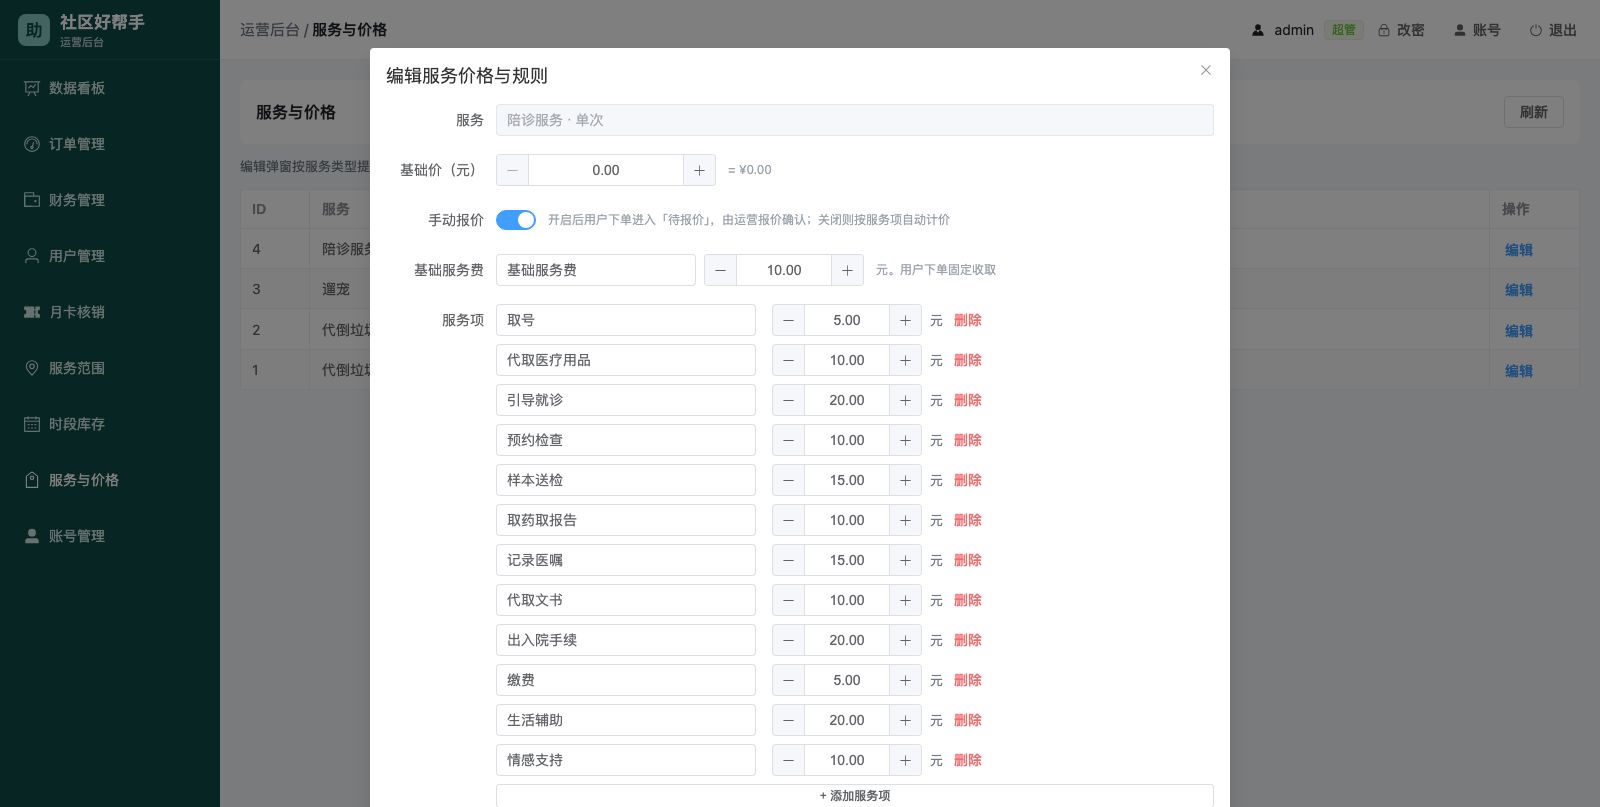 助
社区好帮手
运营后台
数据看板
订单管理
财务管理
用户管理
月卡核销
服务范围
时段库存
服务与价格
账号管理
运营后台 / 服务与价格
admin 超管 改密 账号 退出
服务与价格
刷新
编辑弹窗按服务类型提
ID 服务 操作
4 陪诊服务 编辑
3 遛宠 编辑
2 代倒垃圾 编辑
1 代倒垃圾 编辑
编辑服务价格与规则
服务 陪诊服务 · 单次
基础价（元） 0.00 = ¥0.00
手动报价 开启后用户下单进入「待报价」，由运营报价确认；关闭则按服务项自动计价
基础服务费 基础服务费 10.00 元。用户下单固定收取
服务项 取号 5.00 元 删除
代取医疗用品 10.00 元 删除
引导就诊 20.00 元 删除
预约检查 10.00 元 删除
样本送检 15.00 元 删除
取药取报告 10.00 元 删除
记录医嘱 15.00 元 删除
代取文书 10.00 元 删除
出入院手续 20.00 元 删除
缴费 5.00 元 删除
生活辅助 20.00 元 删除
情感支持 10.00 元 删除
+ 添加服务项